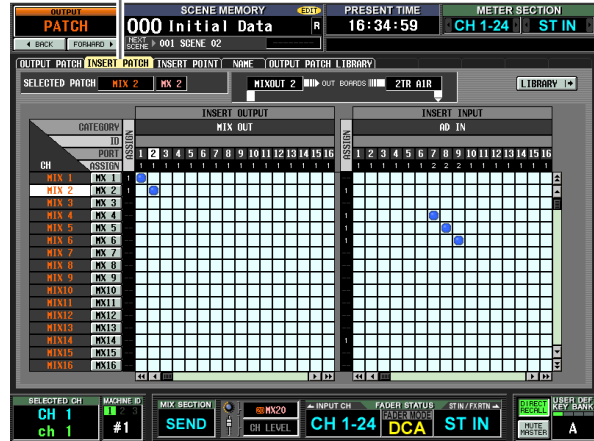 OUTPUT SCENE MEMORY EDIT PRESENT TIME METER SECTION
PATCH 000 Initial Data R 16:34:59 CH 1-24 ST IN
BACK FORWARD NEXT SCENE 001 SCENE 02
OUTPUT PATCH INSERT PATCH INSERT POINT NAME OUTPUT PATCH LIBRARY
SELECTED PATCH MIX 2 MX 2 MIXOUT 2 OUT BOARDS IN 2TR A1R LIBRARY
INSERT OUTPUT INSERT INPUT
CATEGORY MIX OUT AD IN
ID
PORT ASSIGN 1 2 3 4 5 6 7 8 9 10 11 12 13 14 15 16 ASSIGN 1 2 3 4 5 6 7 8 9 10 11 12 13 14 15 16
CH ASSIGN 1 1 1 1 1 1 1 1 1 1 1 1 1 1 1 1 1 1 1 1 1 1 2 2 2 1 1 1 1 1 1 1
MIX 1 MX 1 1
MIX 2 MX 2 1 1
MIX 3 MX 3
MIX 4 MX 4 1
MIX 5 MX 5 1
MIX 6 MX 6 1
MIX 7 MX 7
MIX 8 MX 8
MIX 9 MX 9
MIX10 MX10
MIX11 MX11
MIX12 MX12
MIX13 MX13
MIX14 MX14 1
MIX15 MX15
MIX16 MX16
SELECTED CH MACHINE ID MIX SECTION MX20 INPUT CH FADER STATUS ST IN/FXRTN DIRECT RECALL USER DEF KEY BANK
CH 1 1 2 3 SEND CH LEVEL CH 1-24 FADER MODE DCA ST IN
ch 1 #1 MUTE MASTER A